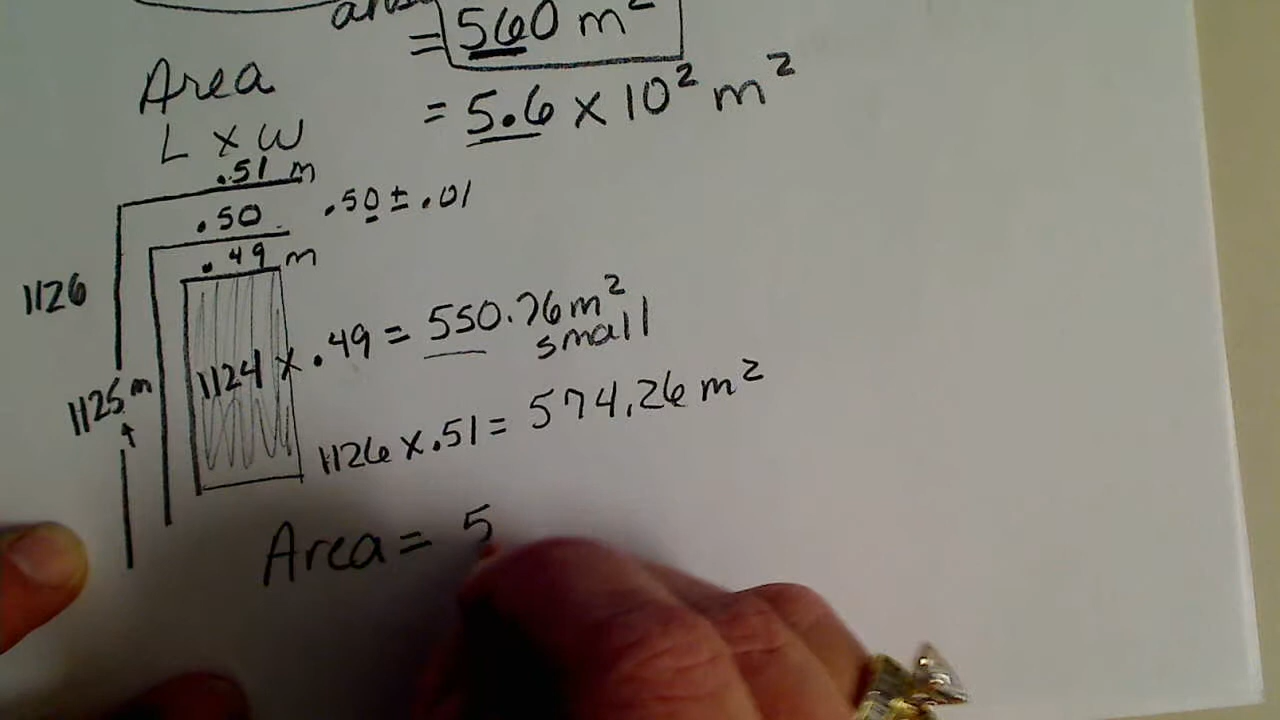 = 560 m²
= 5.6 x 10² m²
Area
L x W
.51 m
.50 .50 ± .01
.49 m
1126
1124 x .49 = 550.76 m²
small
1125 m
1126 x .51 = 574.26 m²
Area = 5